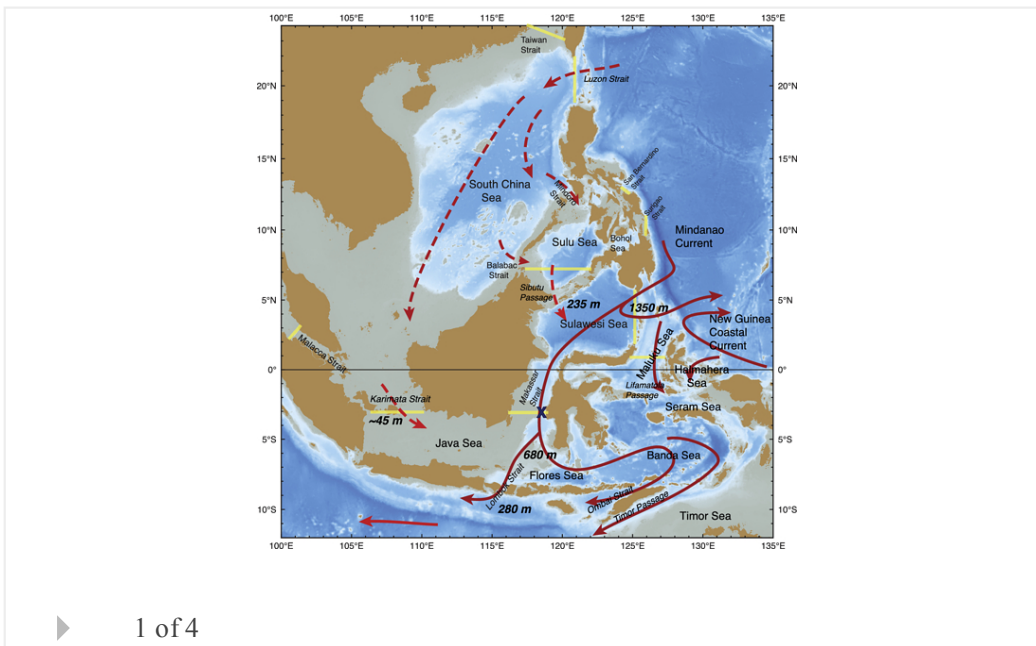 100°E 105°E 110°E 115°E 120°E 125°E 130°E 135°E
Taiwan
Strait
Luzon Strait
20°N 20°N
15°N 15°N
San Bernardino
Strait
South China
Sea
Mindoro
Strait
Surigao
Strait
10°N 10°N
Mindanao
Current
Sulu Sea
Bohol
Sea
Balabac
Strait
Sibutu
Passage
5°N 5°N
235 m
1350 m
Sulawesi Sea
New Guinea
Coastal
Current
Malacca Strait
Maluku Sea
0° 0°
Halmahera
Sea
Makassar
Strait
Lifamatola
Passage
Karimata Strait
~45 m
X
Seram Sea
Java Sea
5°S 5°S
680 m
Banda Sea
Flores Sea
Lombok Strait
280 m
Ombai Strait
Timor Passage
Timor Sea
10°S 10°S
100°E 105°E 110°E 115°E 120°E 125°E 130°E 135°E
1 of 4